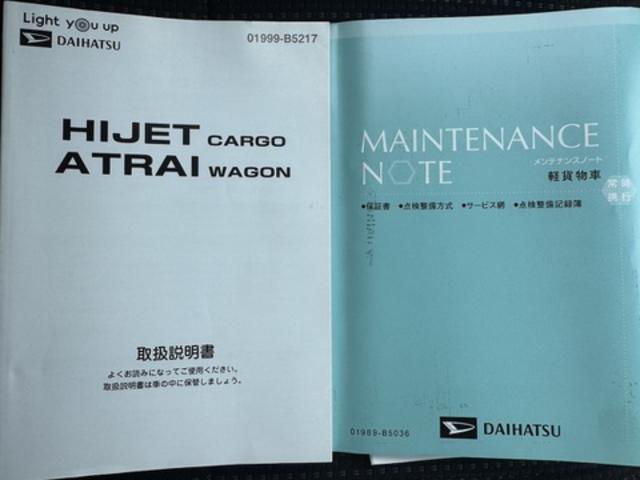 Light you up
DAIHATSU
01999-B5217
HIJET CARGO
ATRAI WAGON
取扱説明書
よくお読みになってご使用ください。
取扱説明書は車の中に保管しましょう。
MAINTENANCE
NOTE
メンテナンスノート
軽貨物車
常時
携行
●保証書 ●点検整備方式 ●サービス網 ●点検整備記録簿
01989-B5036
DAIHATSU